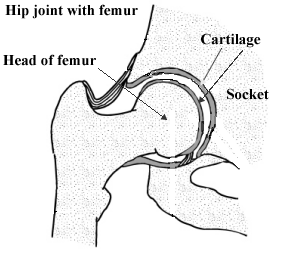 Hip joint with femur
Cartilage
Head of femur
Socket